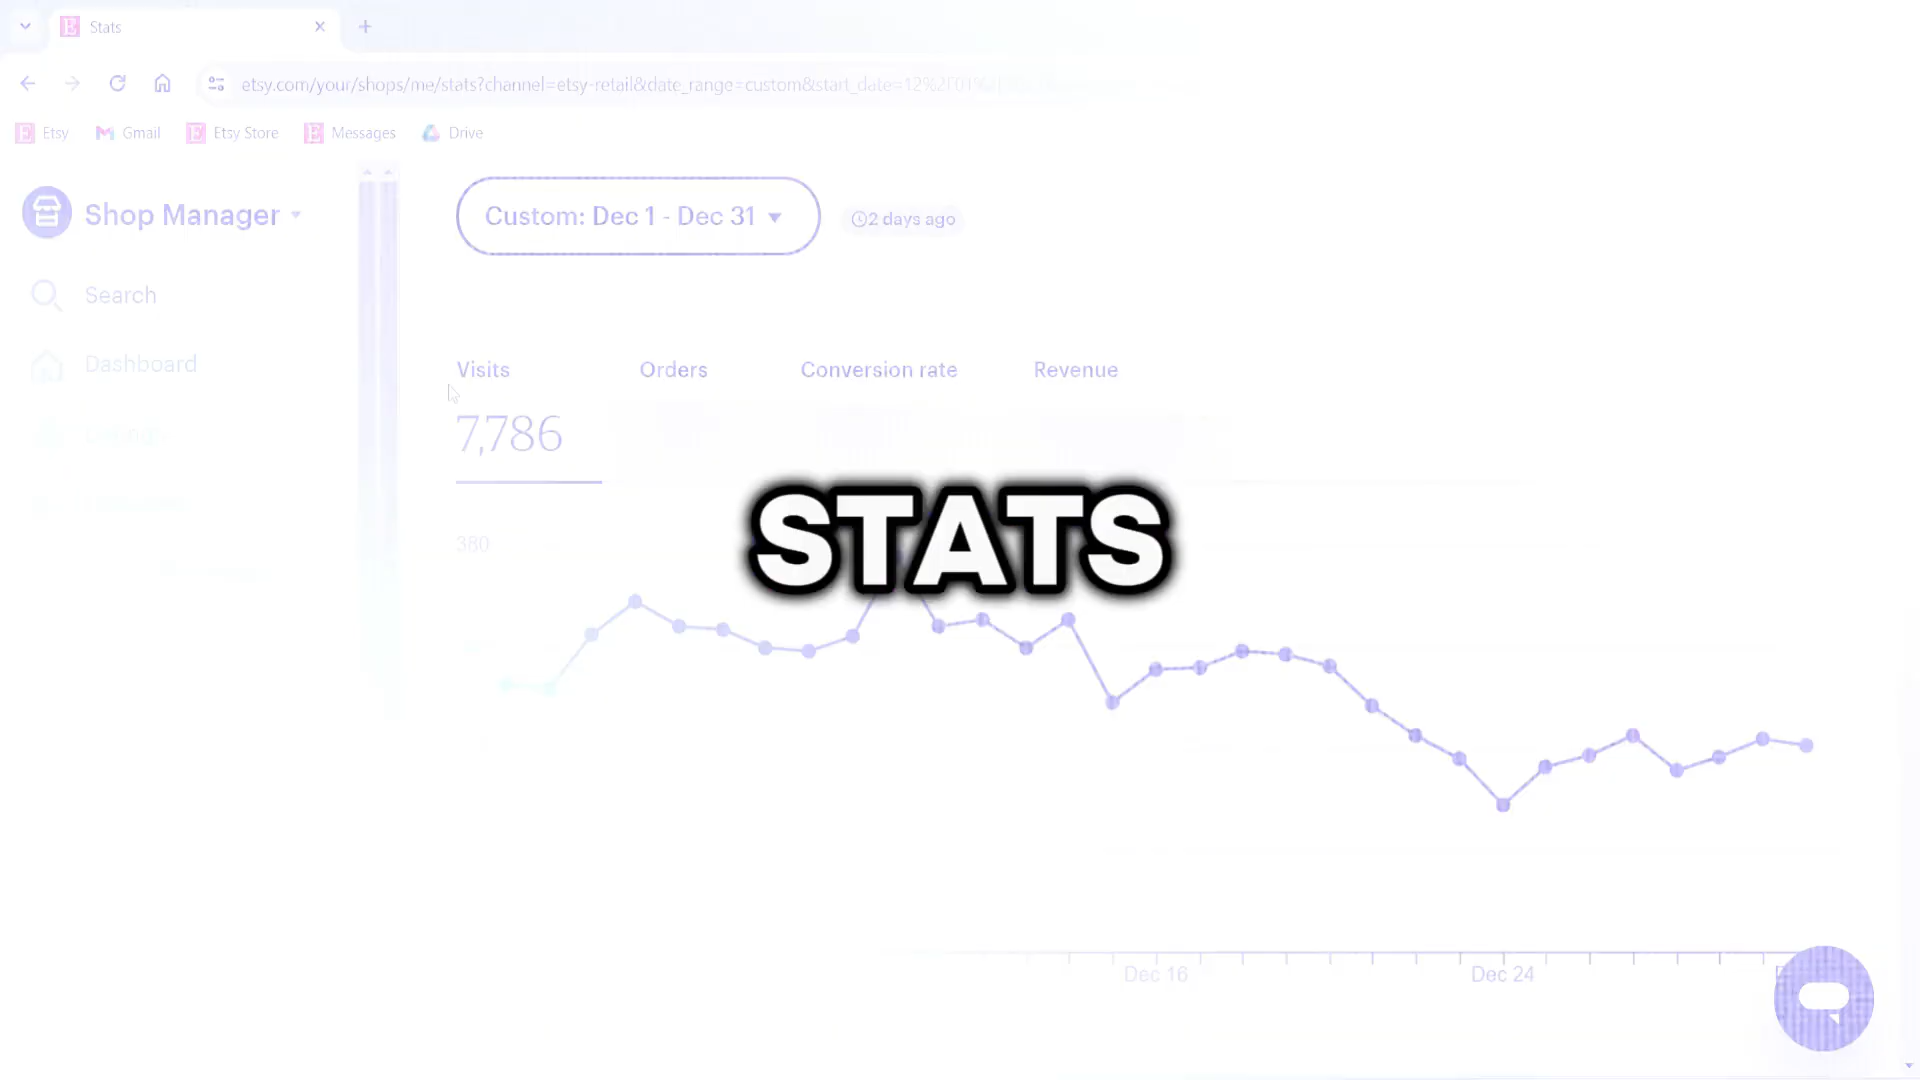 Stats
etsy.com/your/shops/me/stats?channel=etsy-retail&date_range=custom&start_date=12%2F01%
Etsy Gmail Etsy Store Messages Drive
Shop Manager
Custom: Dec 1 - Dec 31
2 days ago
Search
Dashboard
Visits Orders Conversion rate Revenue
7,786
380
STATS
Dec 16 Dec 24